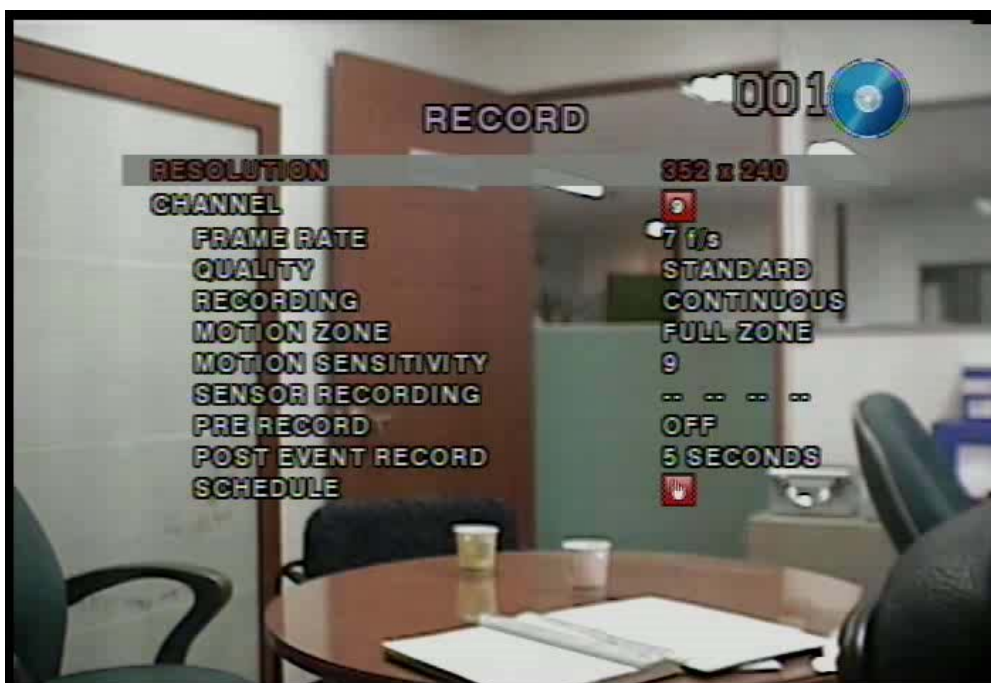 001
RECORD
RESOLUTION 352 x 240
CHANNEL 9
FRAME RATE 7 f/s
QUALITY STANDARD
RECORDING CONTINUOUS
MOTION ZONE FULL ZONE
MOTION SENSITIVITY 9
SENSOR RECORDING -- -- -- --
PRE RECORD OFF
POST EVENT RECORD 5 SECONDS
SCHEDULE